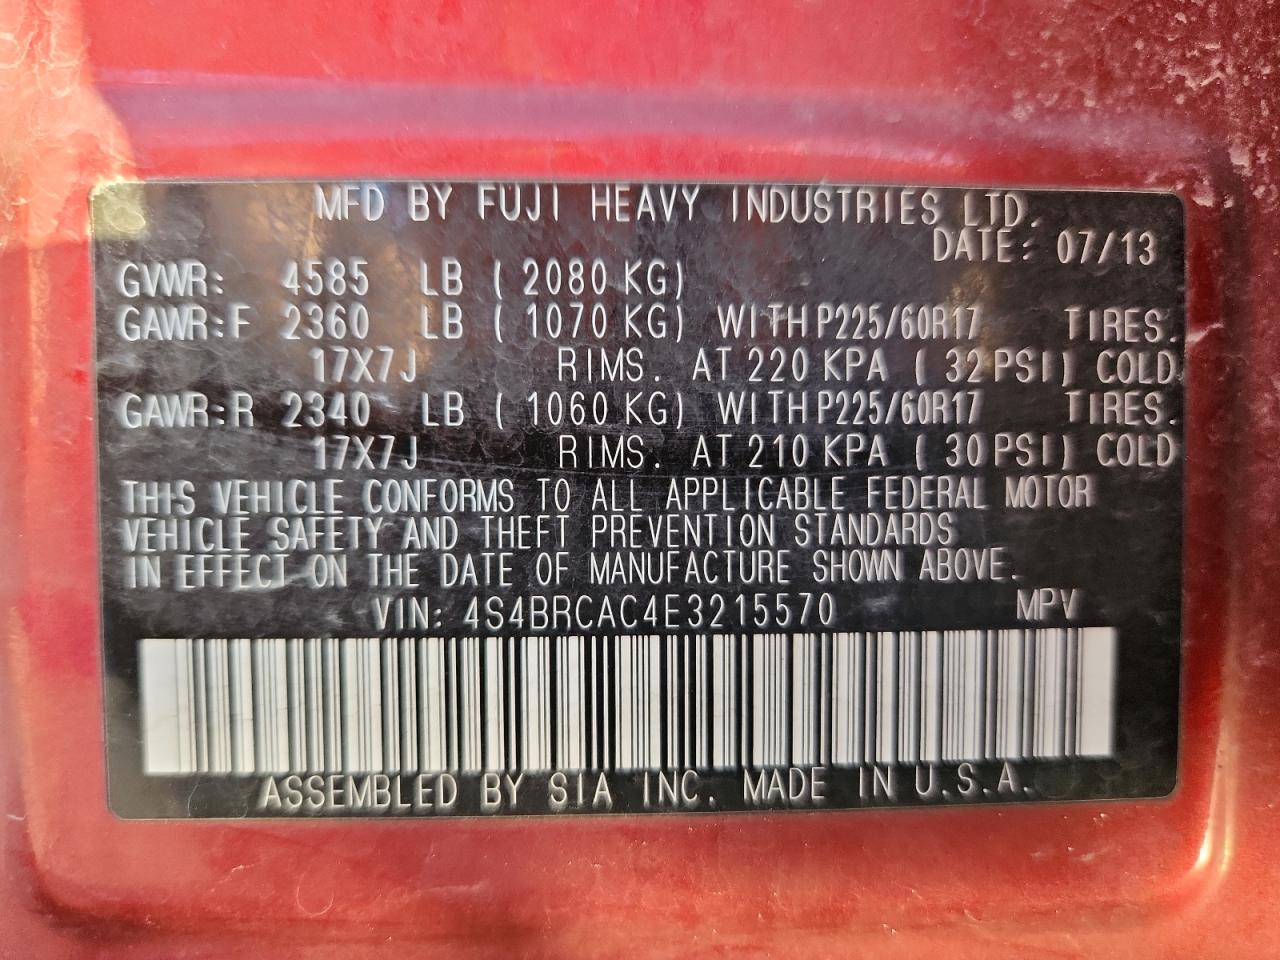 MFD BY FUJI HEAVY INDUSTRIES LTD.
DATE: 07/13
GVWR: 4585 LB ( 2080 KG)
GAWR:F 2360 LB ( 1070 KG) WITH P225/60R17 TIRES.
17X7J RIMS. AT 220 KPA ( 32 PSI) COLD
GAWR:R 2340 LB ( 1060 KG) WITH P225/60R17 TIRES.
17X7J RIMS. AT 210 KPA ( 30 PSI) COLD
THIS VEHICLE CONFORMS TO ALL APPLICABLE FEDERAL MOTOR
VEHICLE SAFETY AND THEFT PREVENTION STANDARDS
IN EFFECT ON THE DATE OF MANUFACTURE SHOWN ABOVE.
VIN: 4S4BRCAC4E3215570 MPV
ASSEMBLED BY SIA INC. MADE IN U.S.A.